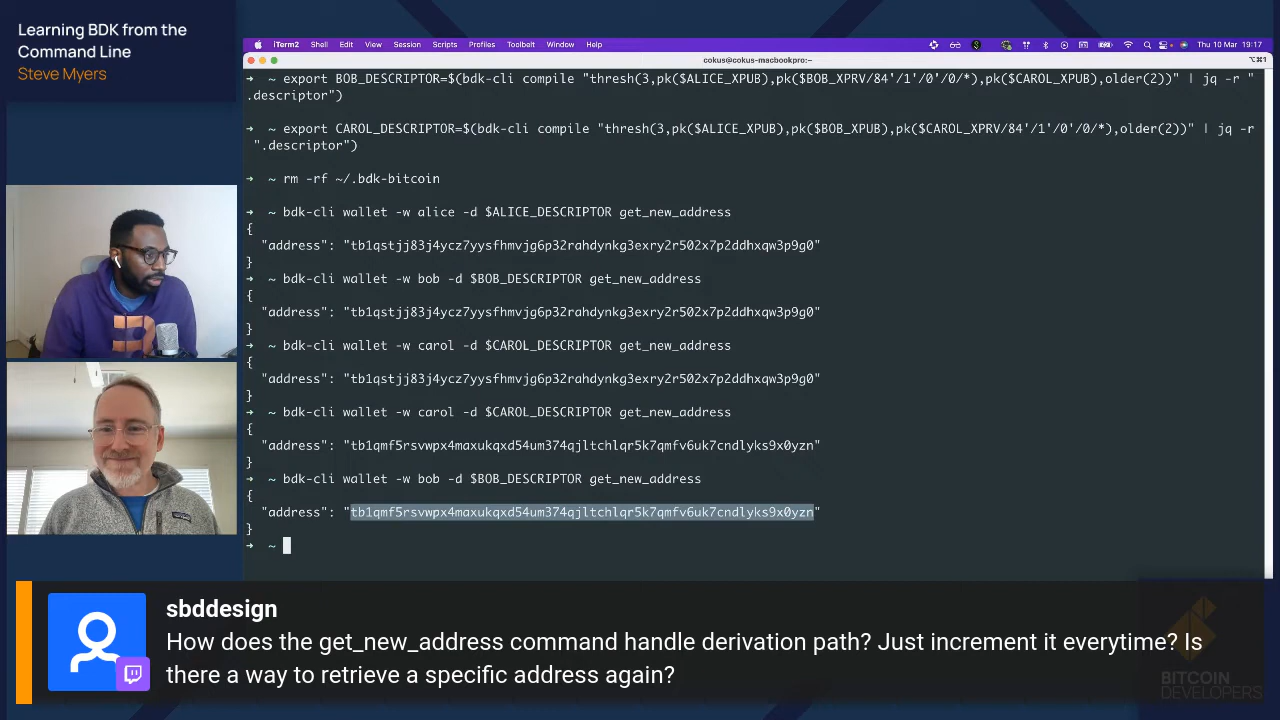 Learning BDK from the
Command Line
Steve Myers
iTerm2 Shell Edit View Session Scripts Profiles Toolbelt Window Help
Thu 10 Mar 19:17
cokus@cokus-macbookpro:~
⌥⌘1
→ ~ export BOB_DESCRIPTOR=$(bdk-cli compile "thresh(3,pk($ALICE_XPUB),pk($BOB_XPRV/84'/1'/0'/0/*),pk($CAROL_XPUB),older(2))" | jq -r "
.descriptor")
→ ~ export CAROL_DESCRIPTOR=$(bdk-cli compile "thresh(3,pk($ALICE_XPUB),pk($BOB_XPUB),pk($CAROL_XPRV/84'/1'/0'/0/*),older(2))" | jq -r
".descriptor")
→ ~ rm -rf ~/.bdk-bitcoin
→ ~ bdk-cli wallet -w alice -d $ALICE_DESCRIPTOR get_new_address
{
"address": "tb1qstjj83j4ycz7yysfhmvjg6p32rahdynkg3exry2r502x7p2ddhxqw3p9g0"
}
→ ~ bdk-cli wallet -w bob -d $BOB_DESCRIPTOR get_new_address
{
"address": "tb1qstjj83j4ycz7yysfhmvjg6p32rahdynkg3exry2r502x7p2ddhxqw3p9g0"
}
→ ~ bdk-cli wallet -w carol -d $CAROL_DESCRIPTOR get_new_address
{
"address": "tb1qstjj83j4ycz7yysfhmvjg6p32rahdynkg3exry2r502x7p2ddhxqw3p9g0"
}
→ ~ bdk-cli wallet -w carol -d $CAROL_DESCRIPTOR get_new_address
{
"address": "tb1qmf5rsvwpx4maxukqxd54um374qjltchlqr5k7qmfv6uk7cndlyks9x0yzn"
}
→ ~ bdk-cli wallet -w bob -d $BOB_DESCRIPTOR get_new_address
{
"address": "tb1qmf5rsvwpx4maxukqxd54um374qjltchlqr5k7qmfv6uk7cndlyks9x0yzn"
}
→ ~
sbddesign
How does the get_new_address command handle derivation path? Just increment it everytime? Is
there a way to retrieve a specific address again?
BITCOIN
DEVELOPERS